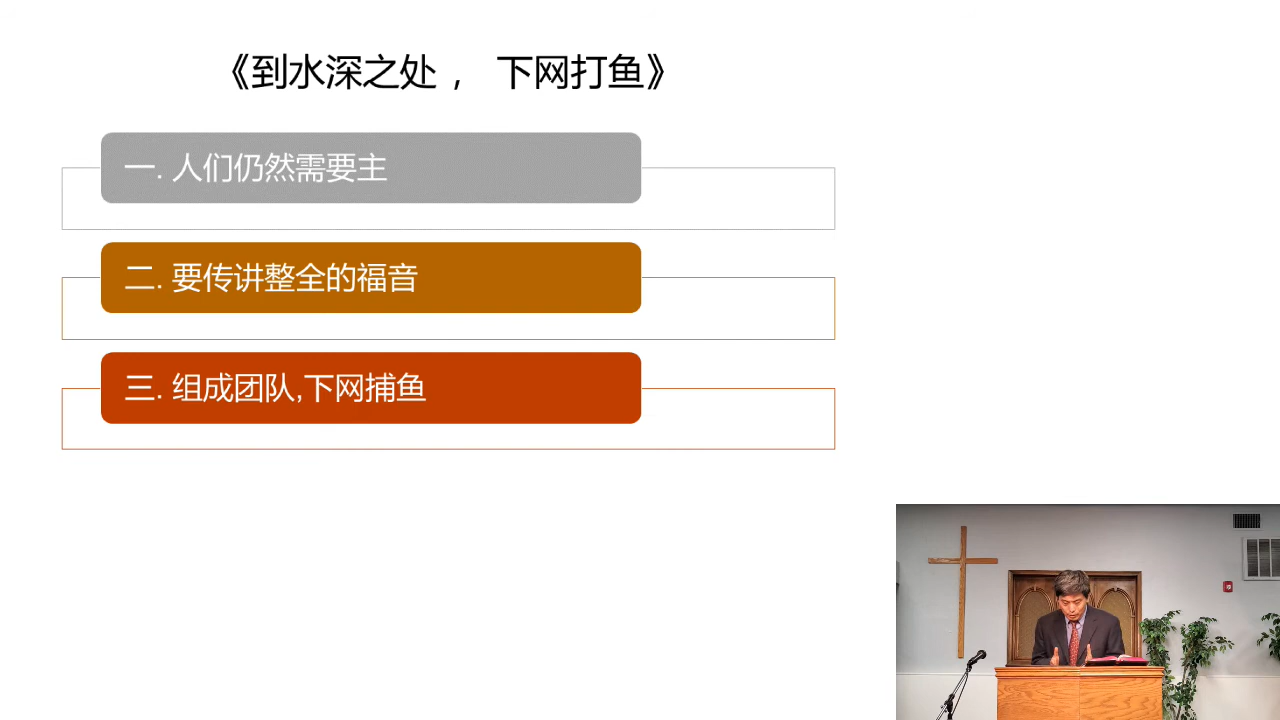 《到水深之处， 下网打鱼》
一. 人们仍然需要主
二. 要传讲整全的福音
三. 组成团队,下网捕鱼